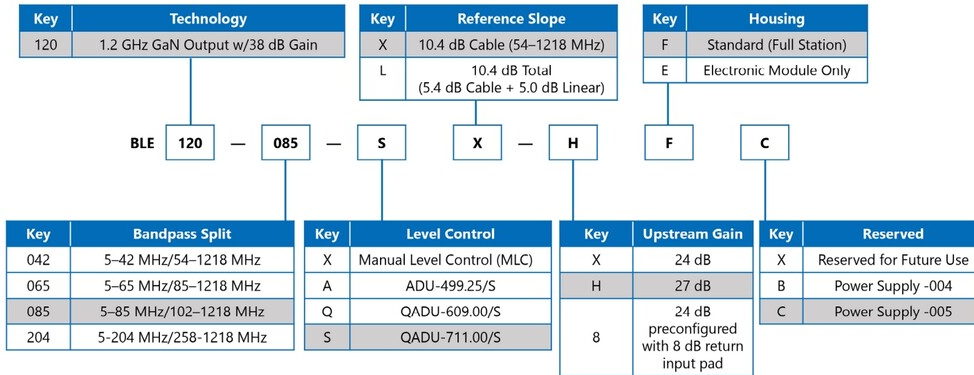 Key Technology
120 1.2 GHz GaN Output w/38 dB Gain
Key Reference Slope
X 10.4 dB Cable (54–1218 MHz)
L 10.4 dB Total
(5.4 dB Cable + 5.0 dB Linear)
Key Housing
F Standard (Full Station)
E Electronic Module Only
BLE 120 — 085 — S X — H F C
Key Bandpass Split
042 5–42 MHz/54–1218 MHz
065 5–65 MHz/85–1218 MHz
085 5–85 MHz/102–1218 MHz
204 5-204 MHz/258-1218 MHz
Key Level Control
X Manual Level Control (MLC)
A ADU-499.25/S
Q QADU-609.00/S
S QADU-711.00/S
Key Upstream Gain
X 24 dB
H 27 dB
8 24 dB
preconfigured
with 8 dB return
input pad
Key Reserved
X Reserved for Future Use
B Power Supply -004
C Power Supply -005